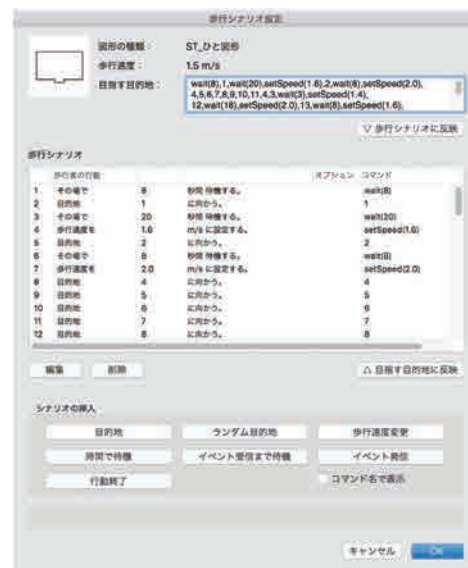 歩行シナリオ設定
図形の種類： ST_ひと図形
歩行速度： 1.5 m/s
目指す目的地： wait(8),1,wait(20),setSpeed(1.6),2,wait(8),setSpeed(2.0),
4,5,6,7,8,9,10,11,4,3,wait(3),setSpeed(1.4),
12,wait(18),setSpeed(2.0),13,wait(8),setSpeed(1.6),
▽ 歩行シナリオに反映
歩行シナリオ
歩行者の行動 オプション コマンド
1 その場で 8 秒間 待機する。 wait(8)
2 目的地 1 に向かう。 1
3 その場で 20 秒間 待機する。 wait(20)
4 歩行速度を 1.6 m/s に設定する。 setSpeed(1.6)
5 目的地 2 に向かう。 2
6 その場で 8 秒間 待機する。 wait(8)
7 歩行速度を 2.0 m/s に設定する。 setSpeed(2.0)
8 目的地 4 に向かう。 4
9 目的地 5 に向かう。 5
10 目的地 6 に向かう。 6
11 目的地 7 に向かう。 7
12 目的地 8 に向かう。 8
編集 削除 △ 目指す目的地に反映
シナリオの挿入
目的地 ランダム目的地 歩行速度変更
時間で待機 イベント受信まで待機 イベント発信
行動終了 コマンド名で表示
キャンセル OK